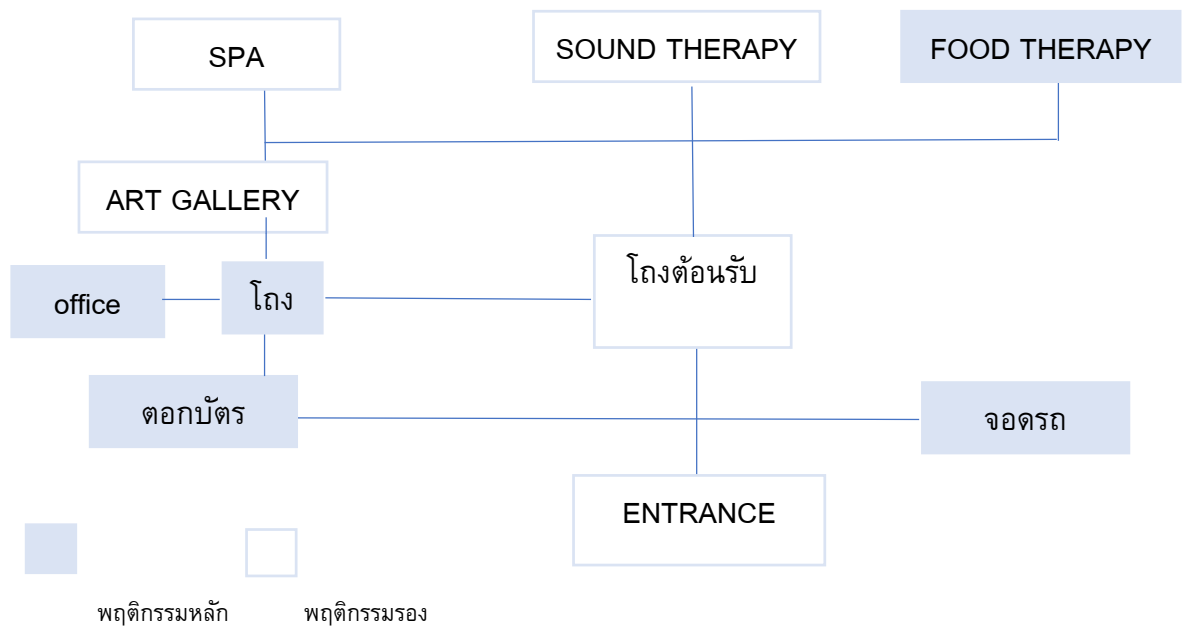 SPA
SOUND THERAPY
FOOD THERAPY
ART GALLERY
โถงต้อนรับ
office
โถง
ตอกบัตร
จอดรถ
ENTRANCE
พฤติกรรมหลัก
พฤติกรรมรอง